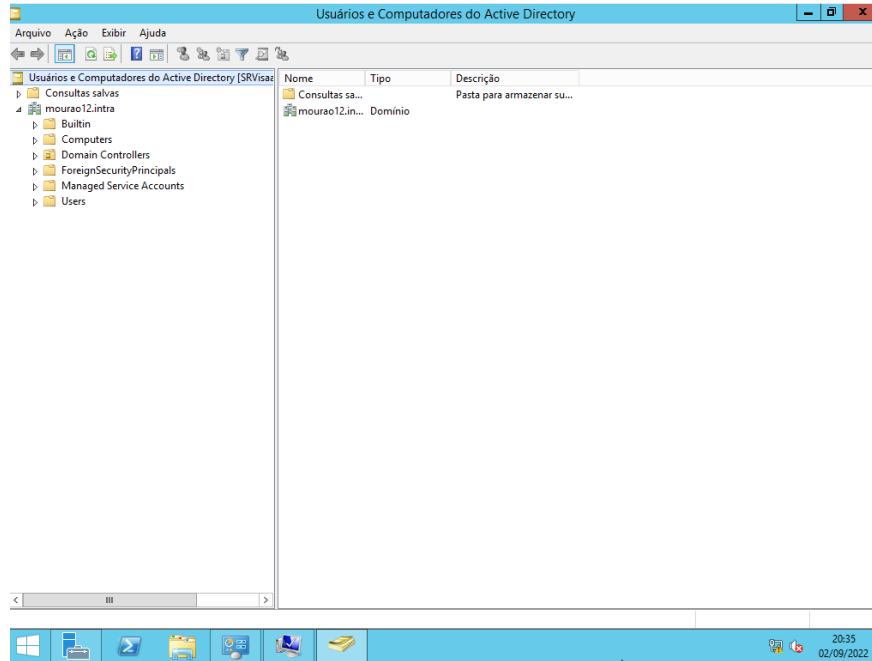 Usuários e Computadores do Active Directory
Arquivo Ação Exibir Ajuda
Usuários e Computadores do Active Directory [SRVisaa
Consultas salvas
mourao12.intra
Builtin
Computers
Domain Controllers
ForeignSecurityPrincipals
Managed Service Accounts
Users
Nome Tipo Descrição
Consultas sa... Pasta para armazenar su...
mourao12.in... Domínio
20:35
02/09/2022